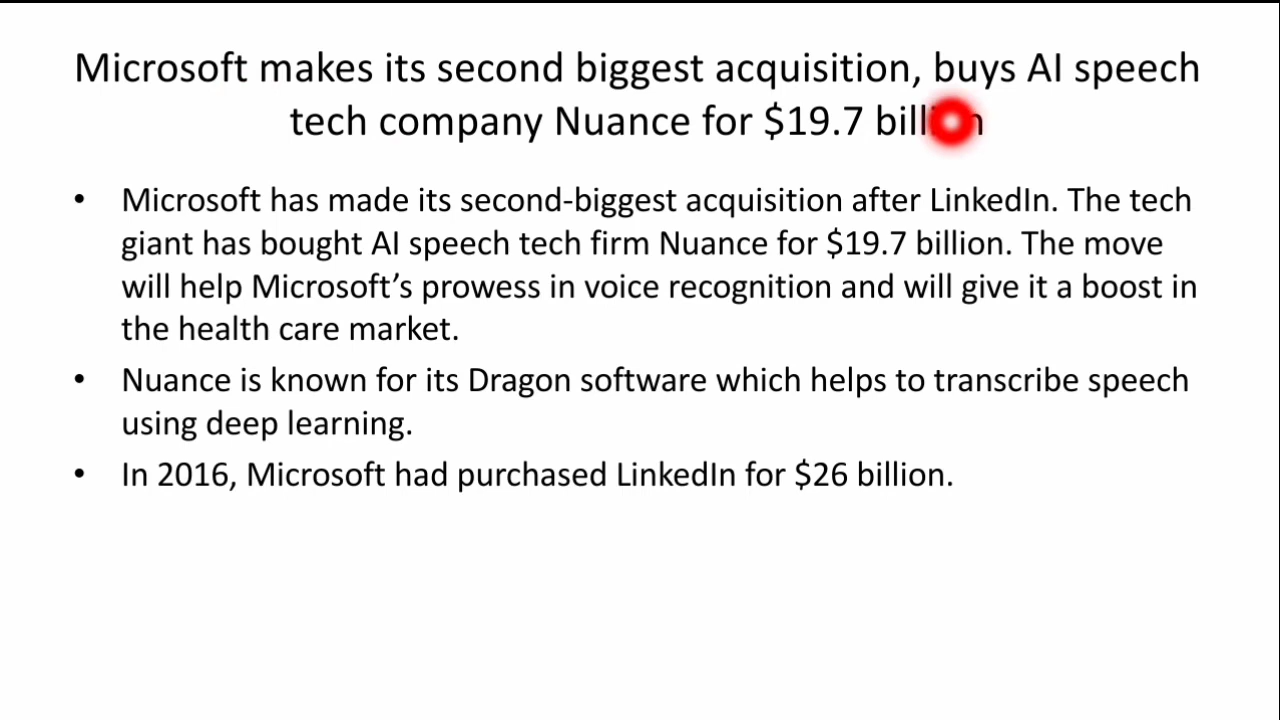 Microsoft makes its second biggest acquisition, buys AI speech
tech company Nuance for $19.7 billion
• Microsoft has made its second-biggest acquisition after LinkedIn. The tech
giant has bought AI speech tech firm Nuance for $19.7 billion. The move
will help Microsoft’s prowess in voice recognition and will give it a boost in
the health care market.
• Nuance is known for its Dragon software which helps to transcribe speech
using deep learning.
• In 2016, Microsoft had purchased LinkedIn for $26 billion.